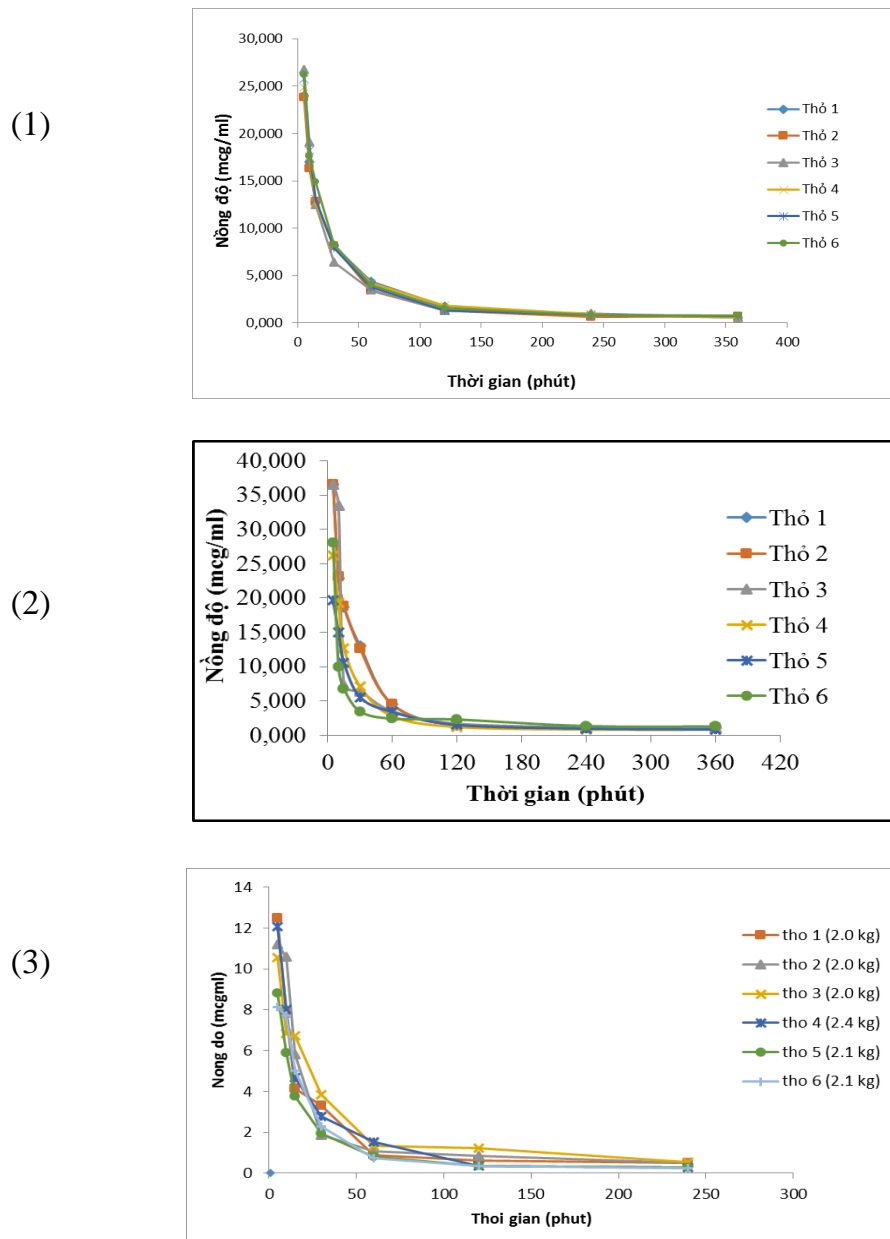 (1)
Nồng độ (mcg/ml)
30,000
25,000
20,000
15,000
10,000
5,000
0,000
0 50 100 150 200 250 300 350 400
Thời gian (phút)
Thỏ 1
Thỏ 2
Thỏ 3
Thỏ 4
Thỏ 5
Thỏ 6
(2)
Nồng độ (mcg/ml)
40,000
35,000
30,000
25,000
20,000
15,000
10,000
5,000
0,000
0 60 120 180 240 300 360 420
Thời gian (phút)
Thỏ 1
Thỏ 2
Thỏ 3
Thỏ 4
Thỏ 5
Thỏ 6
(3)
Nong do (mcgml)
14
12
10
8
6
4
2
0
0 50 100 150 200 250 300
Thoi gian (phut)
tho 1 (2.0 kg)
tho 2 (2.0 kg)
tho 3 (2.0 kg)
tho 4 (2.4 kg)
tho 5 (2.1 kg)
tho 6 (2.1 kg)